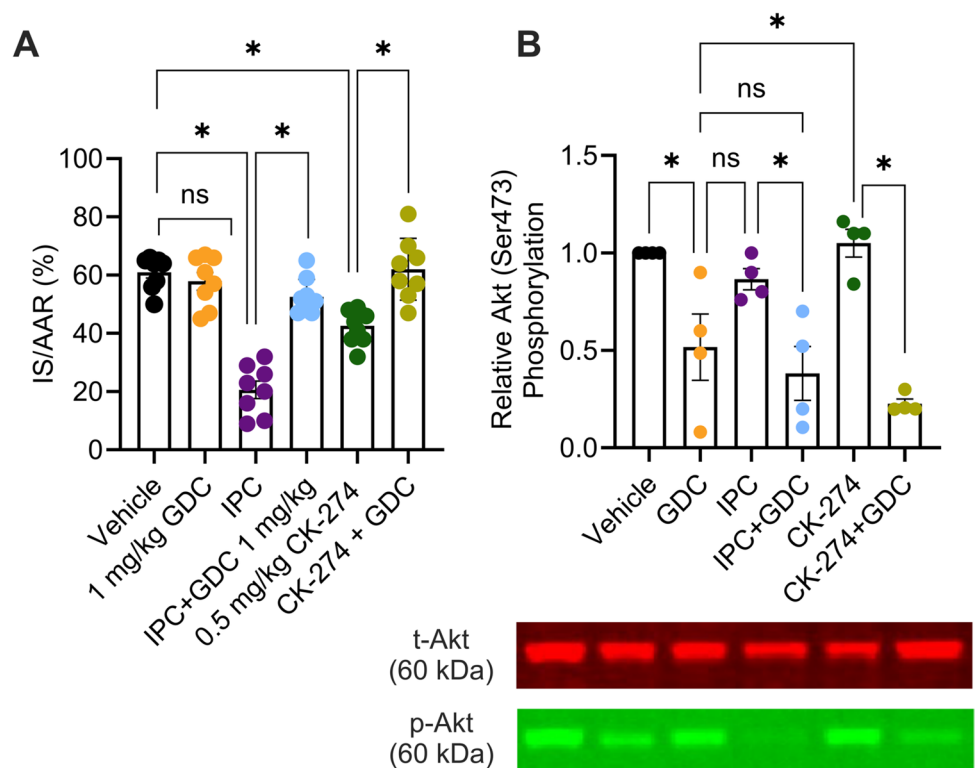 A
B
*
*
*
*
ns
IS/AAR (%)
100
80
60
40
20
0
Vehicle
1 mg/kg GDC
IPC
IPC+GDC 1 mg/kg
0.5 mg/kg CK-274
CK-274 + GDC
*
ns
*
ns
*
*
Relative Akt (Ser473)
Phosphorylation
1.5
1.0
0.5
0.0
Vehicle
GDC
IPC
IPC+GDC
CK-274
CK-274+GDC
t-Akt
(60 kDa)
p-Akt
(60 kDa)